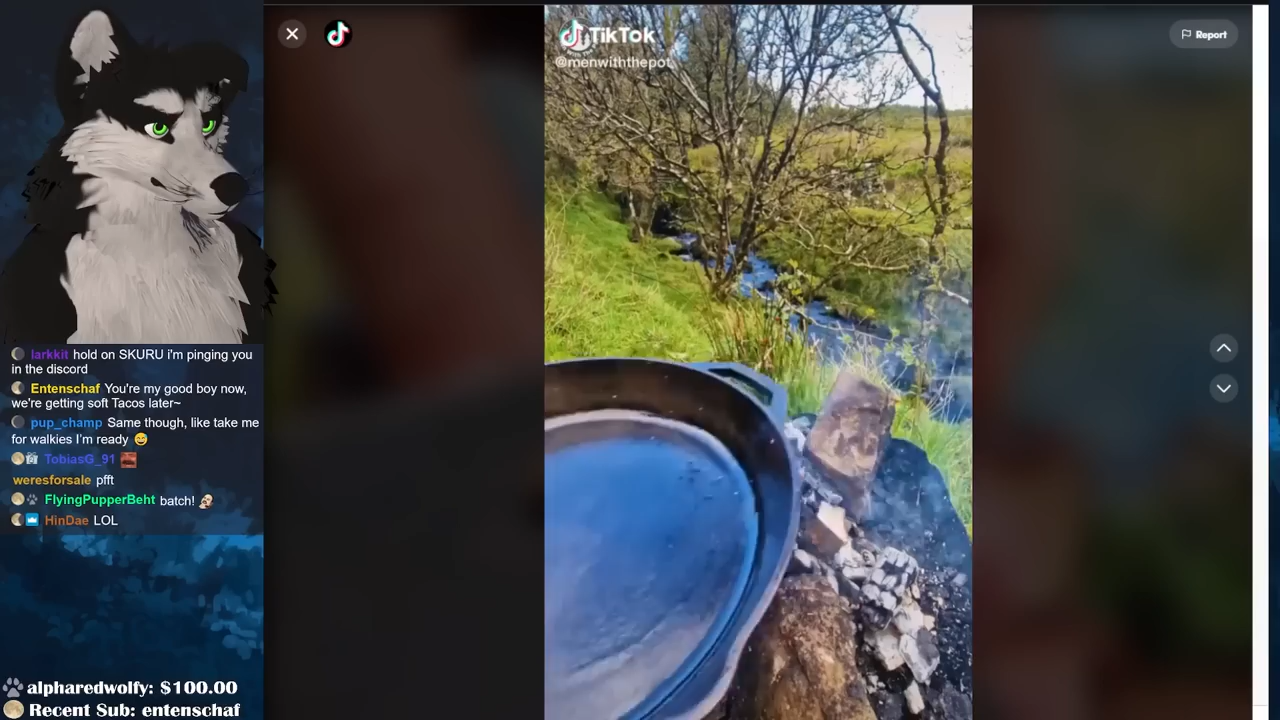 TikTok
@menwiththepot
Report
larkkit hold on SKURU i'm pinging you
in the discord
Entenschaf You're my good boy now,
we're getting soft Tacos later~
pup_champ Same though, like take me
for walkies I'm ready 😅
TobiasG_91
weresforsale pfft
FlyingPupperBeht batch!
HinDae LOL
alpharedwolfy: $100.00
Recent Sub: entenschaf